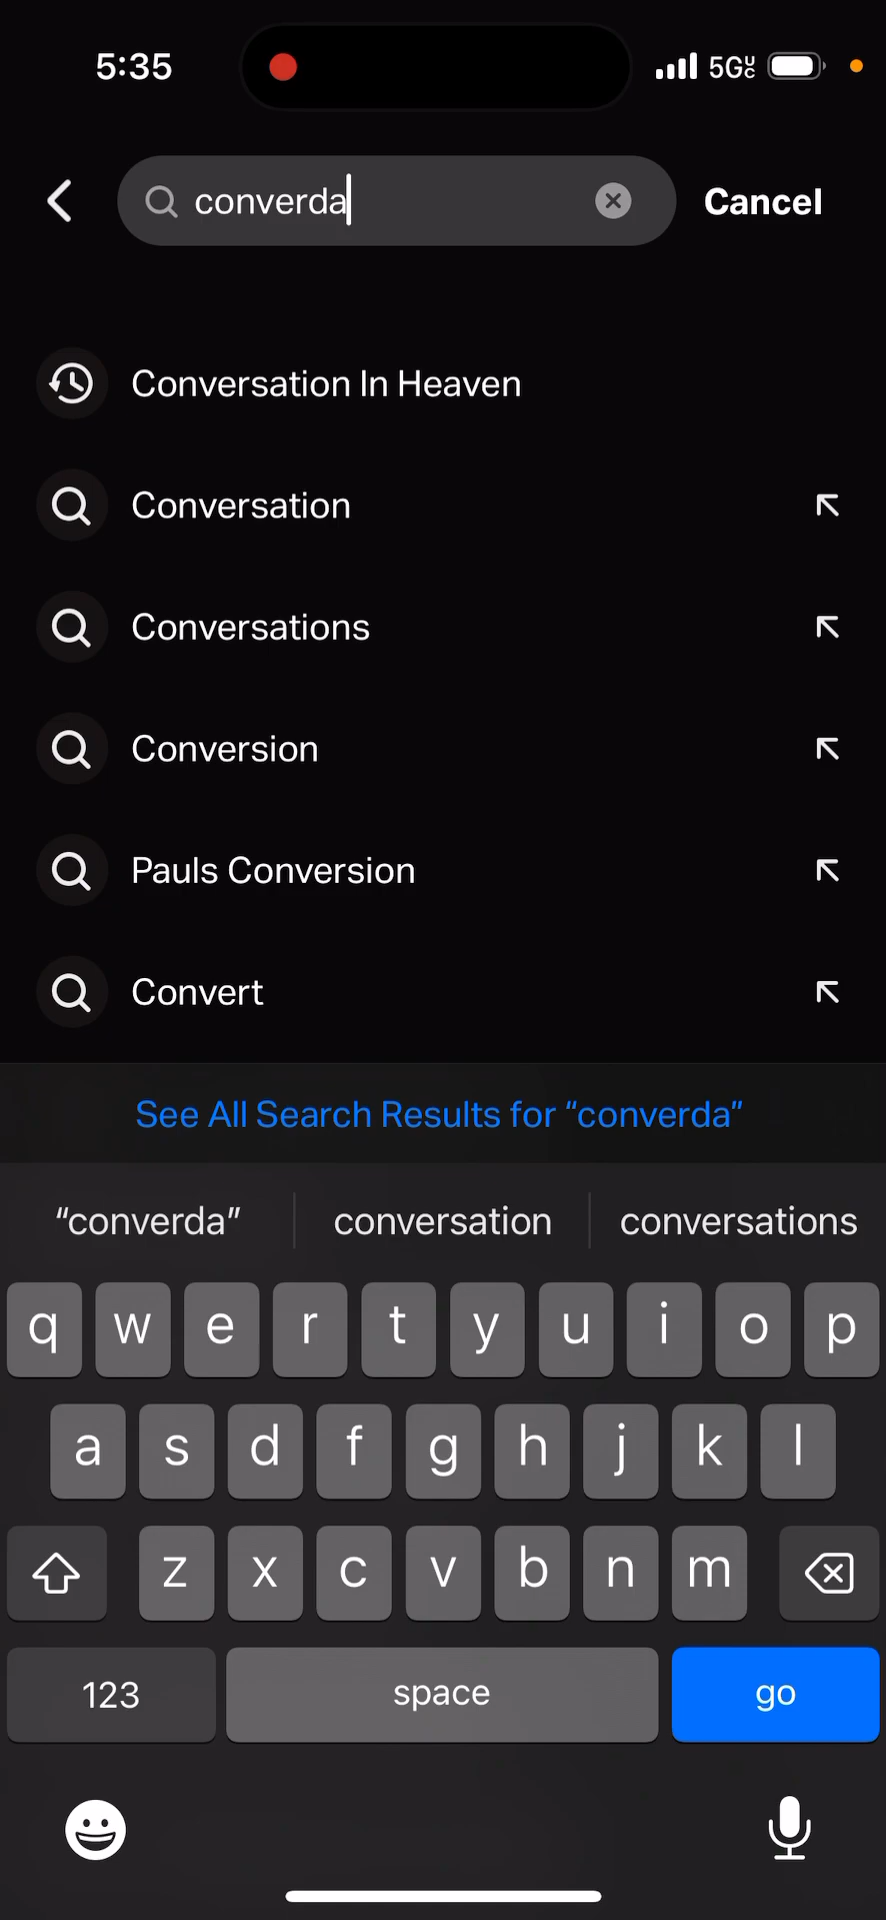 5:35
5GUC
converda
Cancel
Conversation In Heaven
Conversation
Conversations
Conversion
Pauls Conversion
Convert
See All Search Results for “converda”
“converda” conversation conversations
q w e r t y u i o p
a s d f g h j k l
z x c v b n m
123 space go